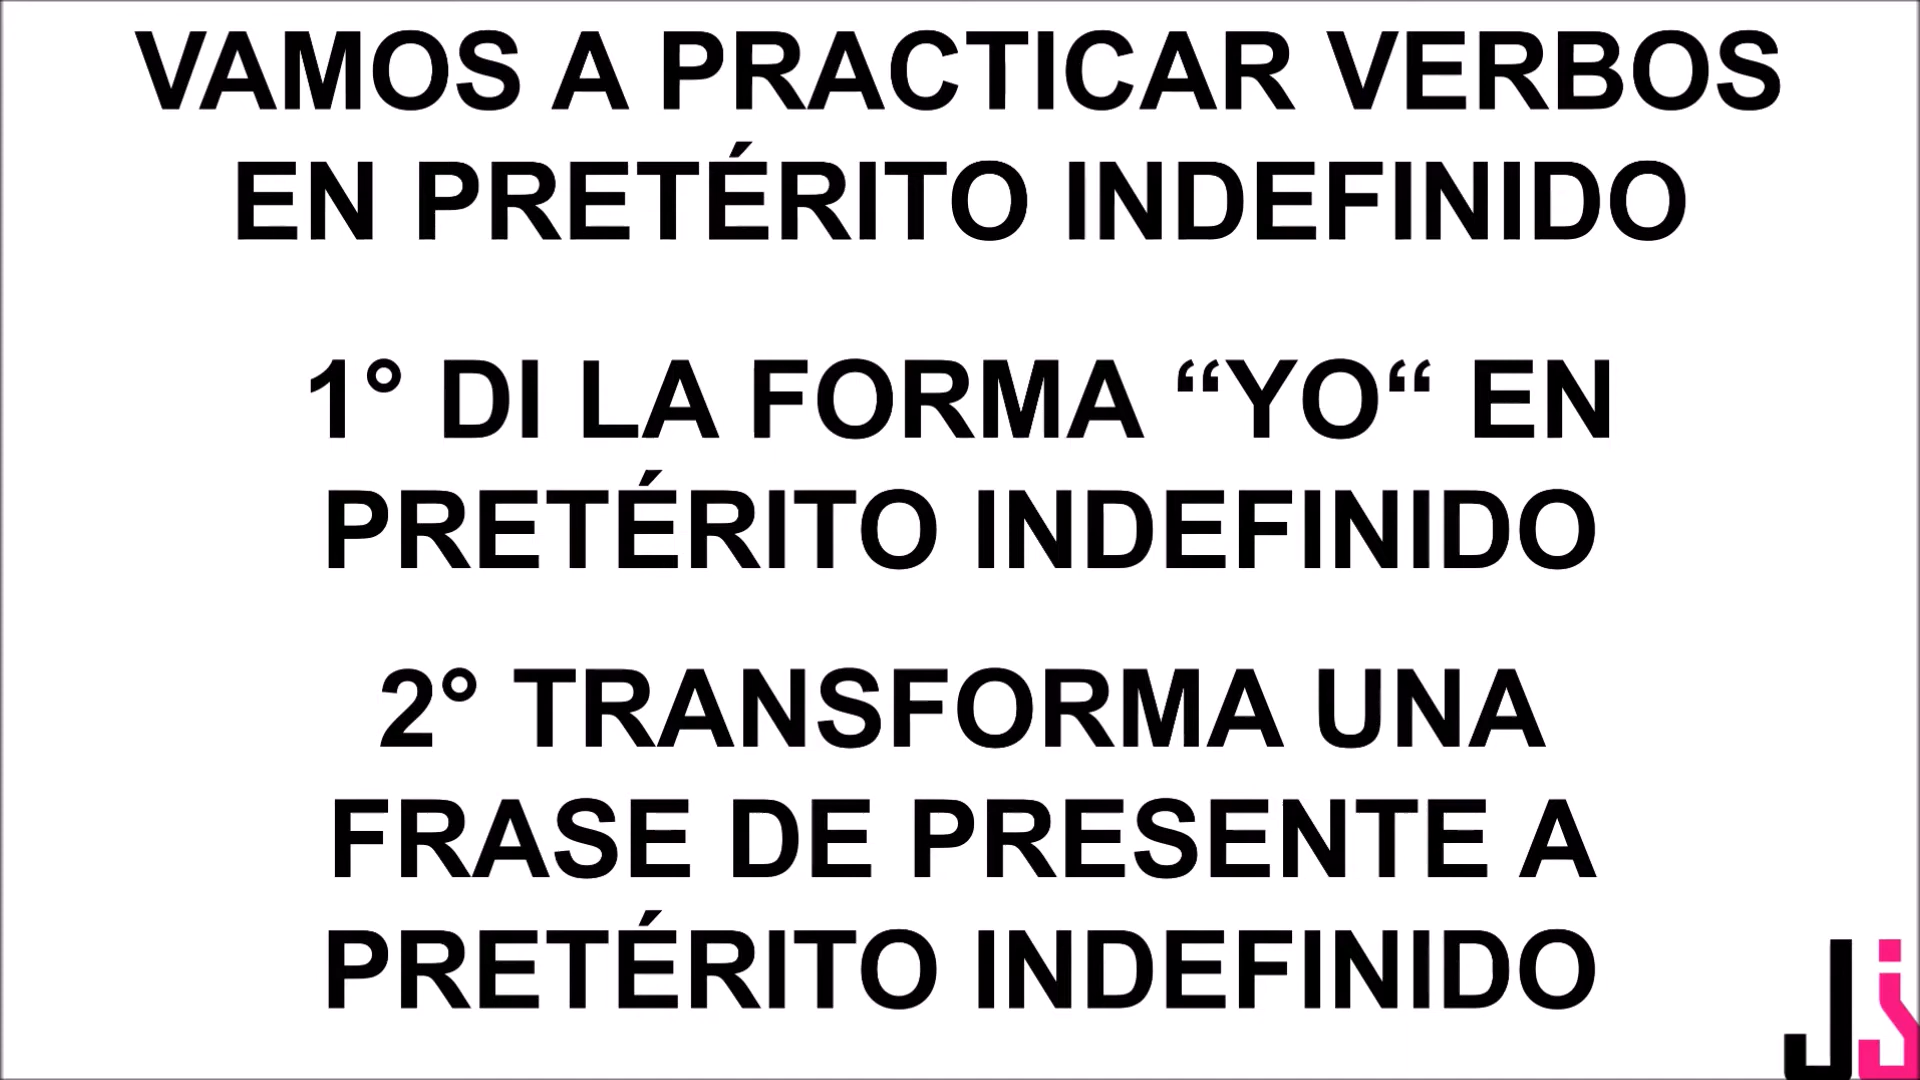 VAMOS A PRACTICAR VERBOS
EN PRETÉRITO INDEFINIDO
1° DI LA FORMA “YO“ EN
PRETÉRITO INDEFINIDO
2° TRANSFORMA UNA
FRASE DE PRESENTE A
PRETÉRITO INDEFINIDO